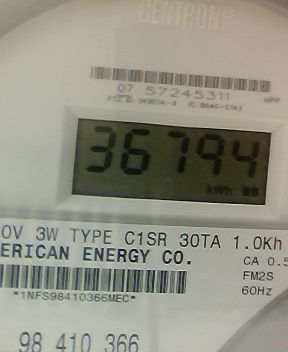 CENTRON®
07 57245311
36794
kWh
0V 3W TYPE C1SR 30TA 1.0Kh
ERICAN ENERGY CO.
CA 0.5
FM2S
*1NFS98410366MEC*
60Hz
98 410 366